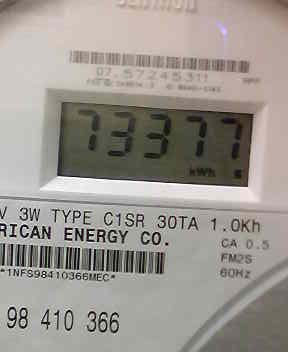 07.57245311
73377
kWh
V 3W TYPE C1SR 30TA 1.0Kh
RICAN ENERGY CO.
CA 0.5
FM2S
60Hz
*1NFS98410366MEC*
98 410 366